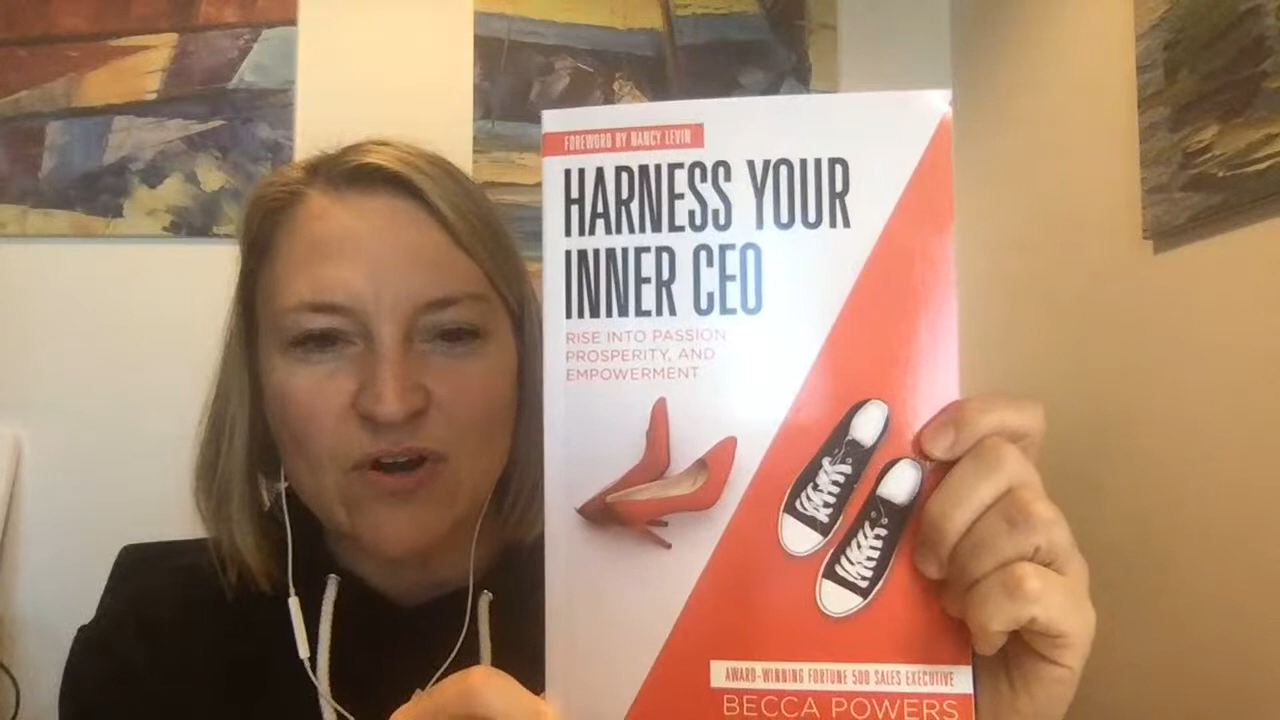 FOREWORD BY NANCY LEVIN
HARNESS YOUR
INNER CEO
RISE INTO PASSION
PROSPERITY, AND
EMPOWERMENT
AWARD-WINNING FORTUNE 500 SALES EXECUTIVE
BECCA POWERS